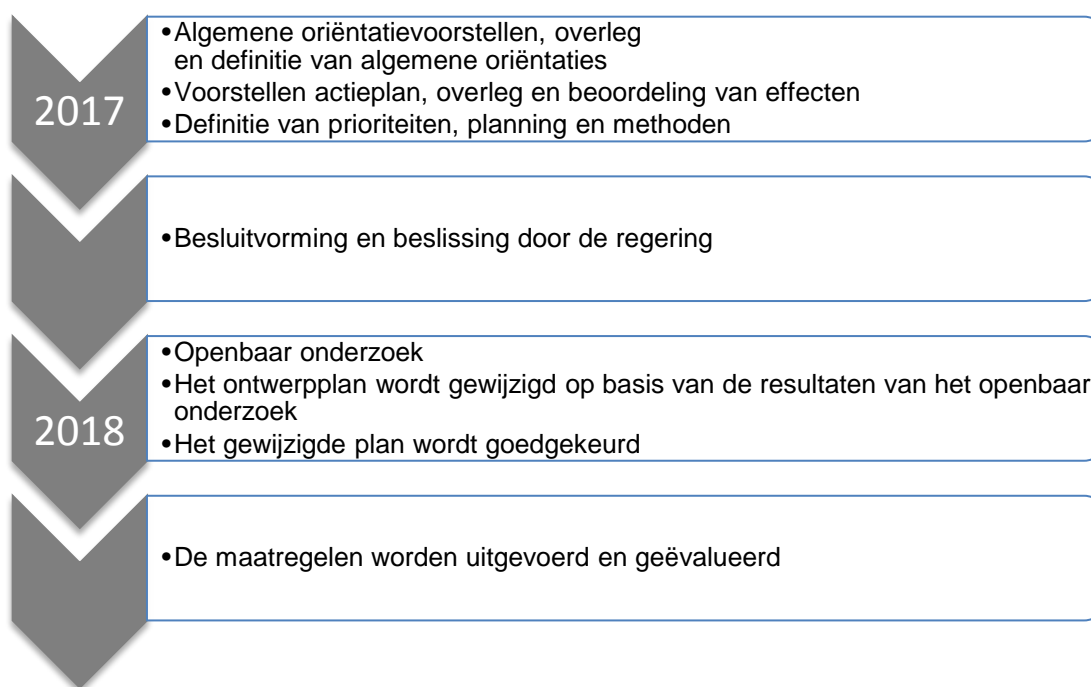 2017
•Algemene oriëntatievoorstellen, overleg
en definitie van algemene oriëntaties
•Voorstellen actieplan, overleg en beoordeling van effecten
•Definitie van prioriteiten, planning en methoden
•Besluitvorming en beslissing door de regering
2018
•Openbaar onderzoek
•Het ontwerpplan wordt gewijzigd op basis van de resultaten van het openbaar
onderzoek
•Het gewijzigde plan wordt goedgekeurd
•De maatregelen worden uitgevoerd en geëvalueerd